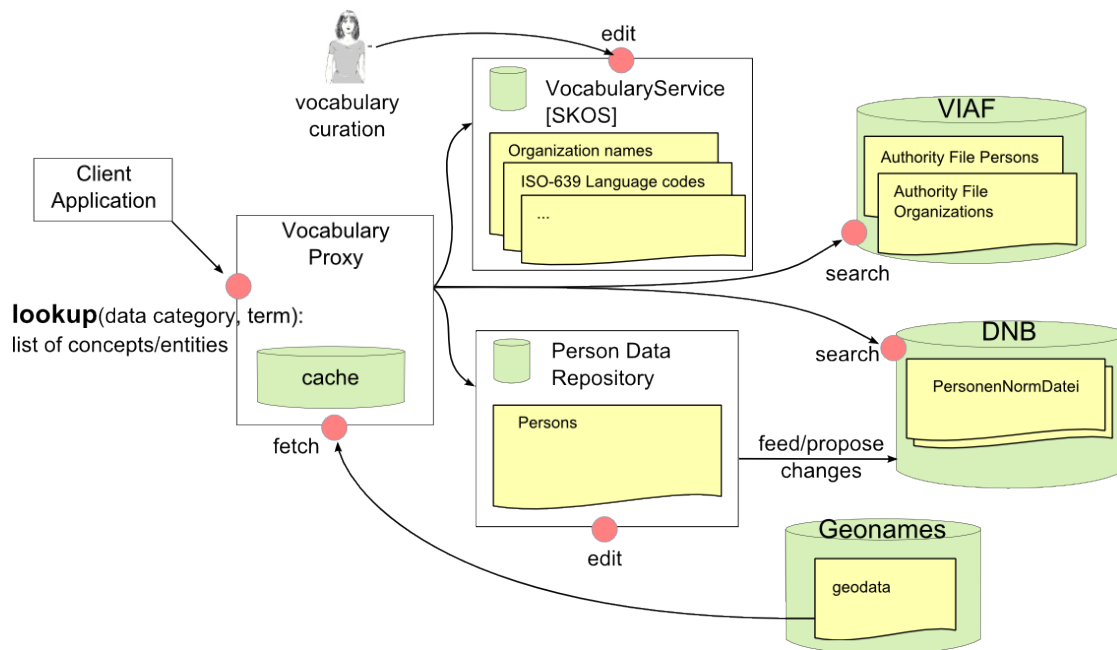 edit
vocabulary
curation
VocabularyService
[SKOS]
Organization names
ISO-639 Language codes
...
VIAF
Authority File Persons
Authority File
Organizations
search
Client
Application
Vocabulary
Proxy
lookup(data category, term):
list of concepts/entities
cache
fetch
Person Data
Repository
Persons
edit
search
DNB
PersonenNormDatei
feed/propose
changes
Geonames
geodata